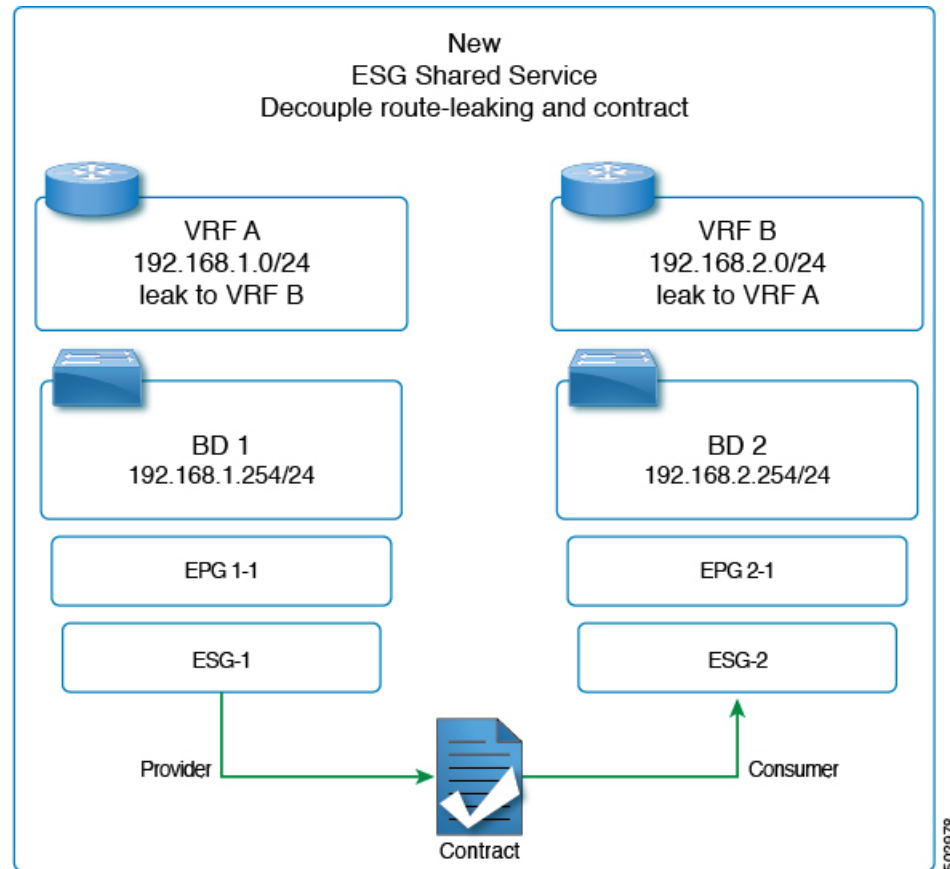 New
ESG Shared Service
Decouple route-leaking and contract
VRF A
192.168.1.0/24
leak to VRF B
VRF B
192.168.2.0/24
leak to VRF A
BD 1
192.168.1.254/24
BD 2
192.168.2.254/24
EPG 1-1
EPG 2-1
ESG-1
ESG-2
Provider
Consumer
Contract
502978